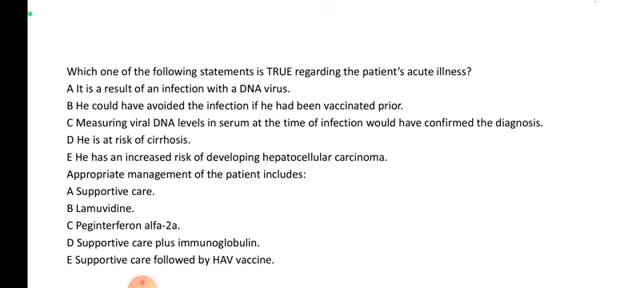 Which one of the following statements is TRUE regarding the patient's acute illness?
A It is a result of an infection with a DNA virus.
B He could have avoided the infection if he had been vaccinated prior.
C Measuring viral DNA levels in serum at the time of infection would have confirmed the diagnosis.
D He is at risk of cirrhosis.
E He has an increased risk of developing hepatocellular carcinoma.
Appropriate management of the patient includes:
A Supportive care.
B Lamuvidine.
C Peginterferon alfa-2a.
D Supportive care plus immunoglobulin.
E Supportive care followed by HAV vaccine.